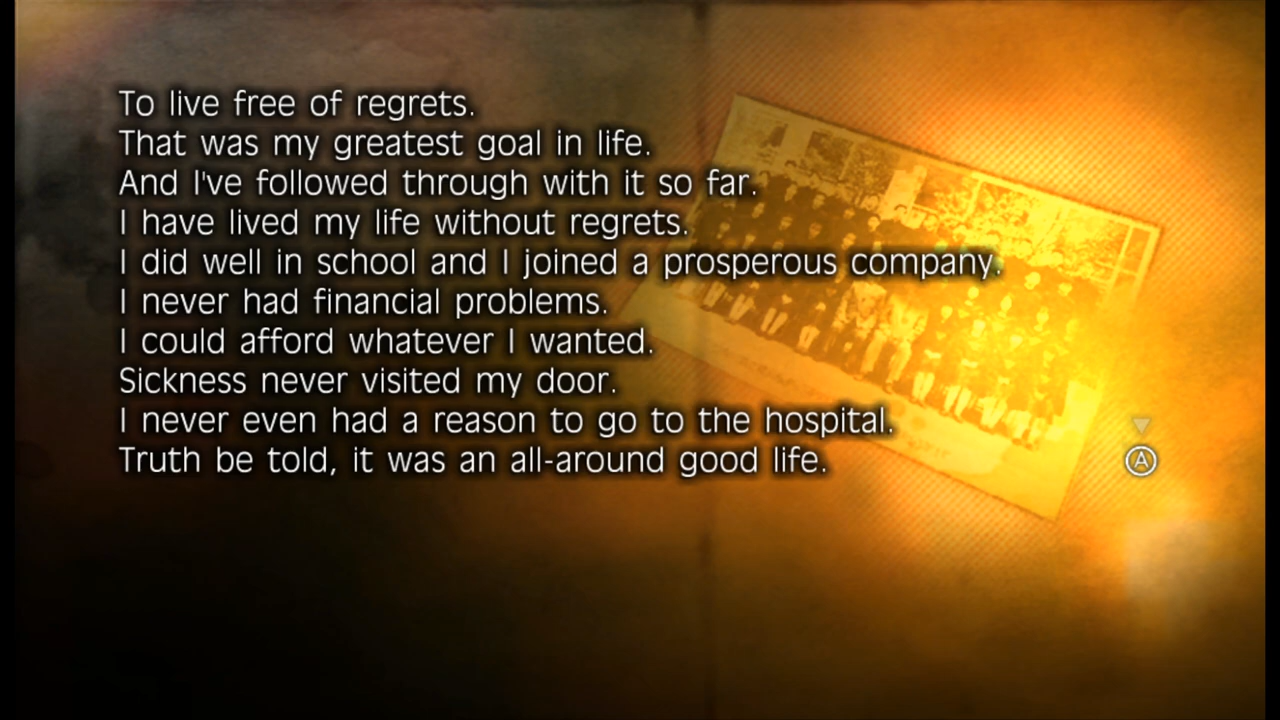 To live free of regrets.
That was my greatest goal in life.
And I've followed through with it so far.
I have lived my life without regrets.
I did well in school and I joined a prosperous company.
I never had financial problems.
I could afford whatever I wanted.
Sickness never visited my door.
I never even had a reason to go to the hospital.
Truth be told, it was an all-around good life.
A